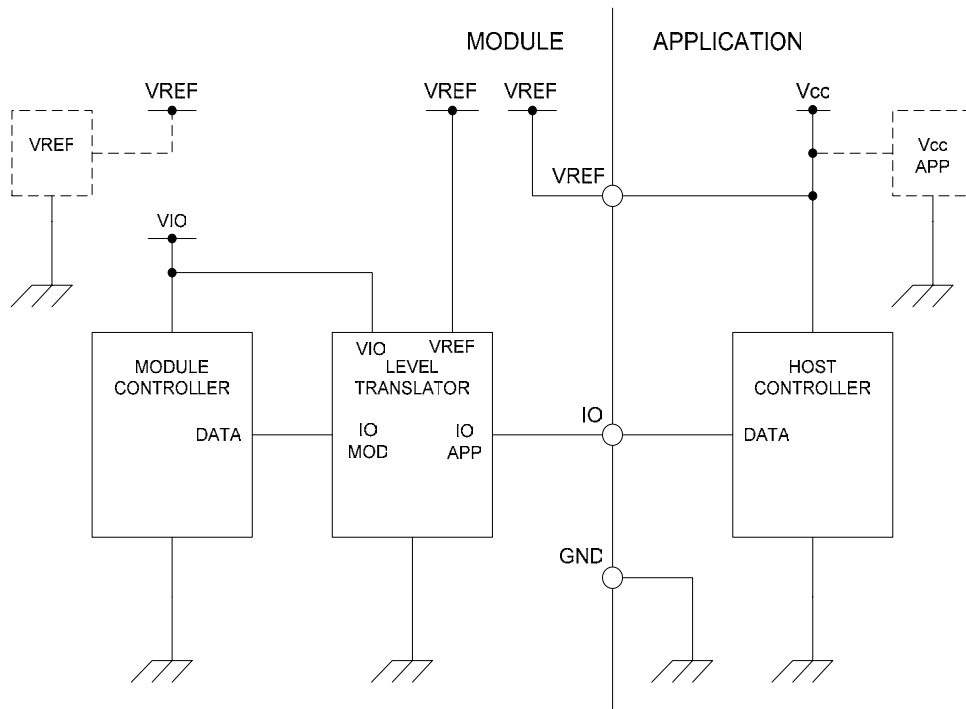 MODULE
APPLICATION
VREF
VREF
VREF
Vcc
VREF
Vcc
APP
VREF
VIO
VIO
VREF
MODULE
CONTROLLER
LEVEL
TRANSLATOR
HOST
CONTROLLER
DATA
IO
MOD
IO
APP
IO
DATA
GND